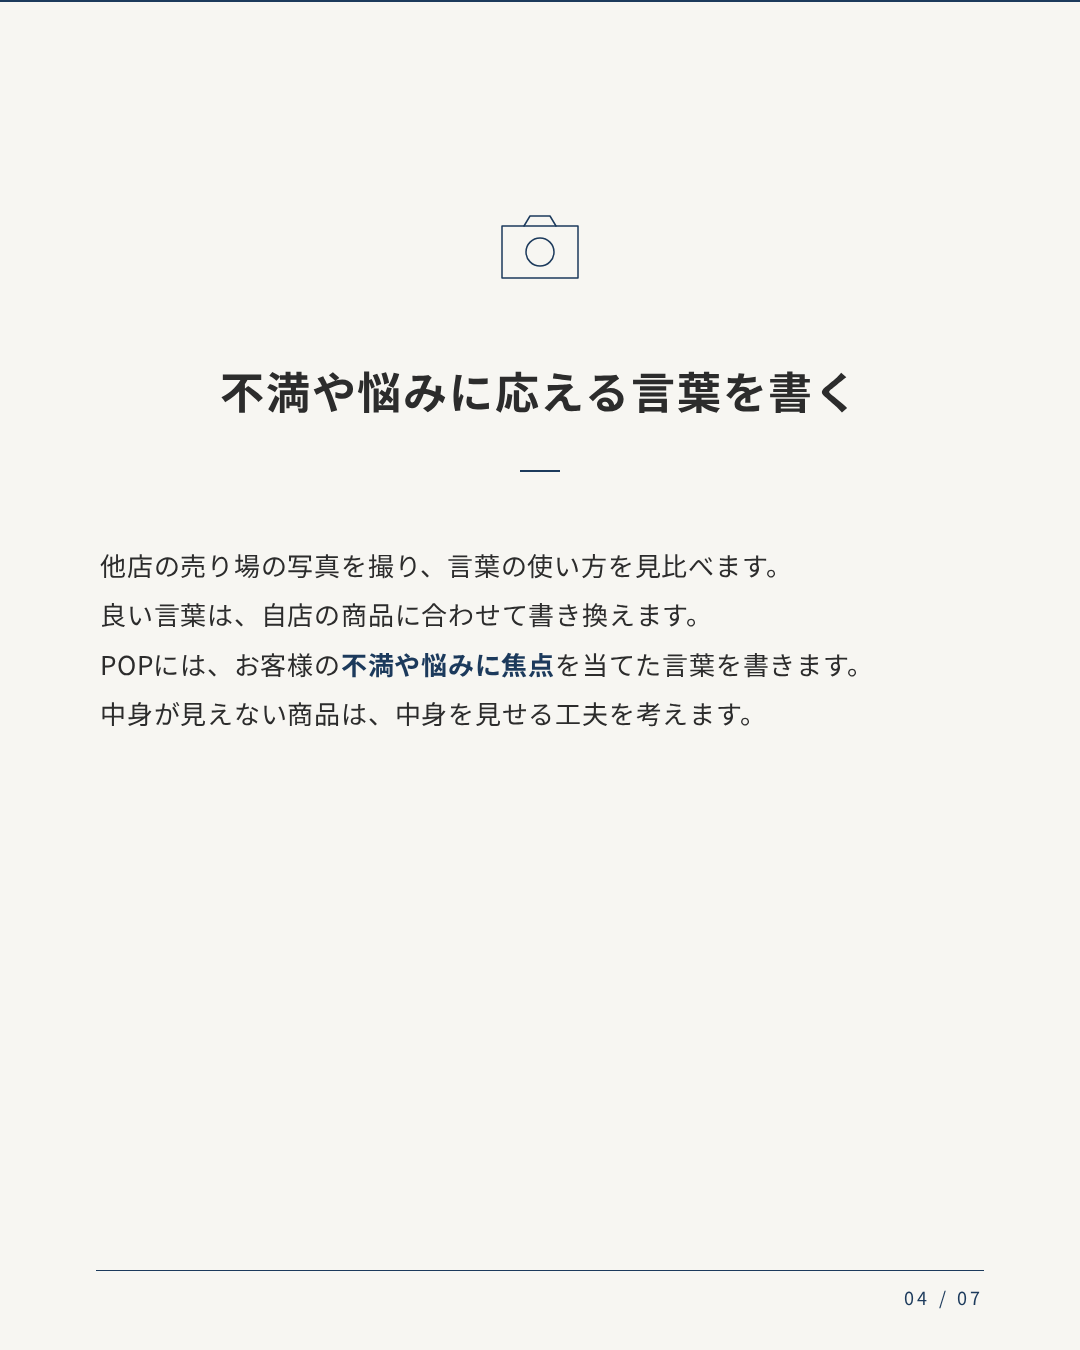 不満や悩みに応える言葉を書く
他店の売り場の写真を撮り、言葉の使い方を見比べます。
良い言葉は、自店の商品に合わせて書き換えます。
POPには、お客様の不満や悩みに焦点を当てた言葉を書きます。
中身が見えない商品は、中身を見せる工夫を考えます。
04 / 07